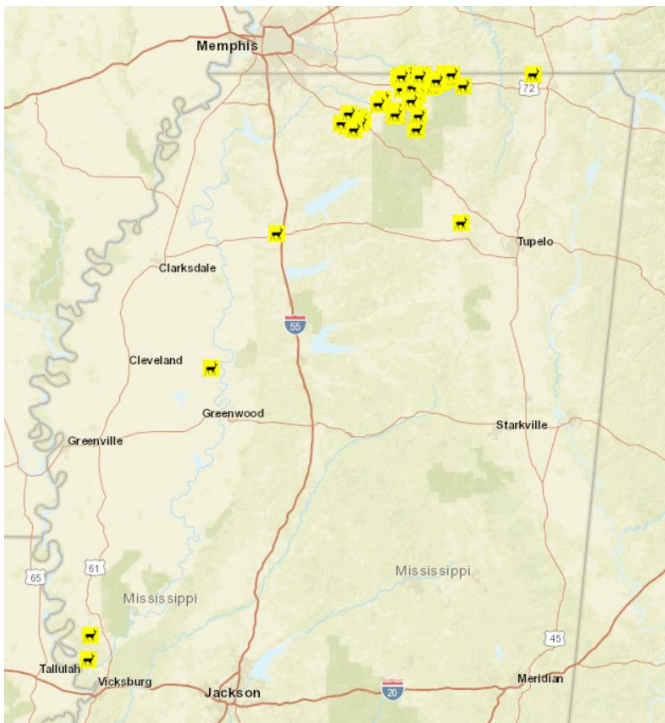 Memphis
72
Tupelo
Clarksdale
55
Cleveland
Greenwood
Starkville
Greenville
61
65
Mississippi
Mississippi
45
Tallulah
Vicksburg
Jackson
20
Meridian